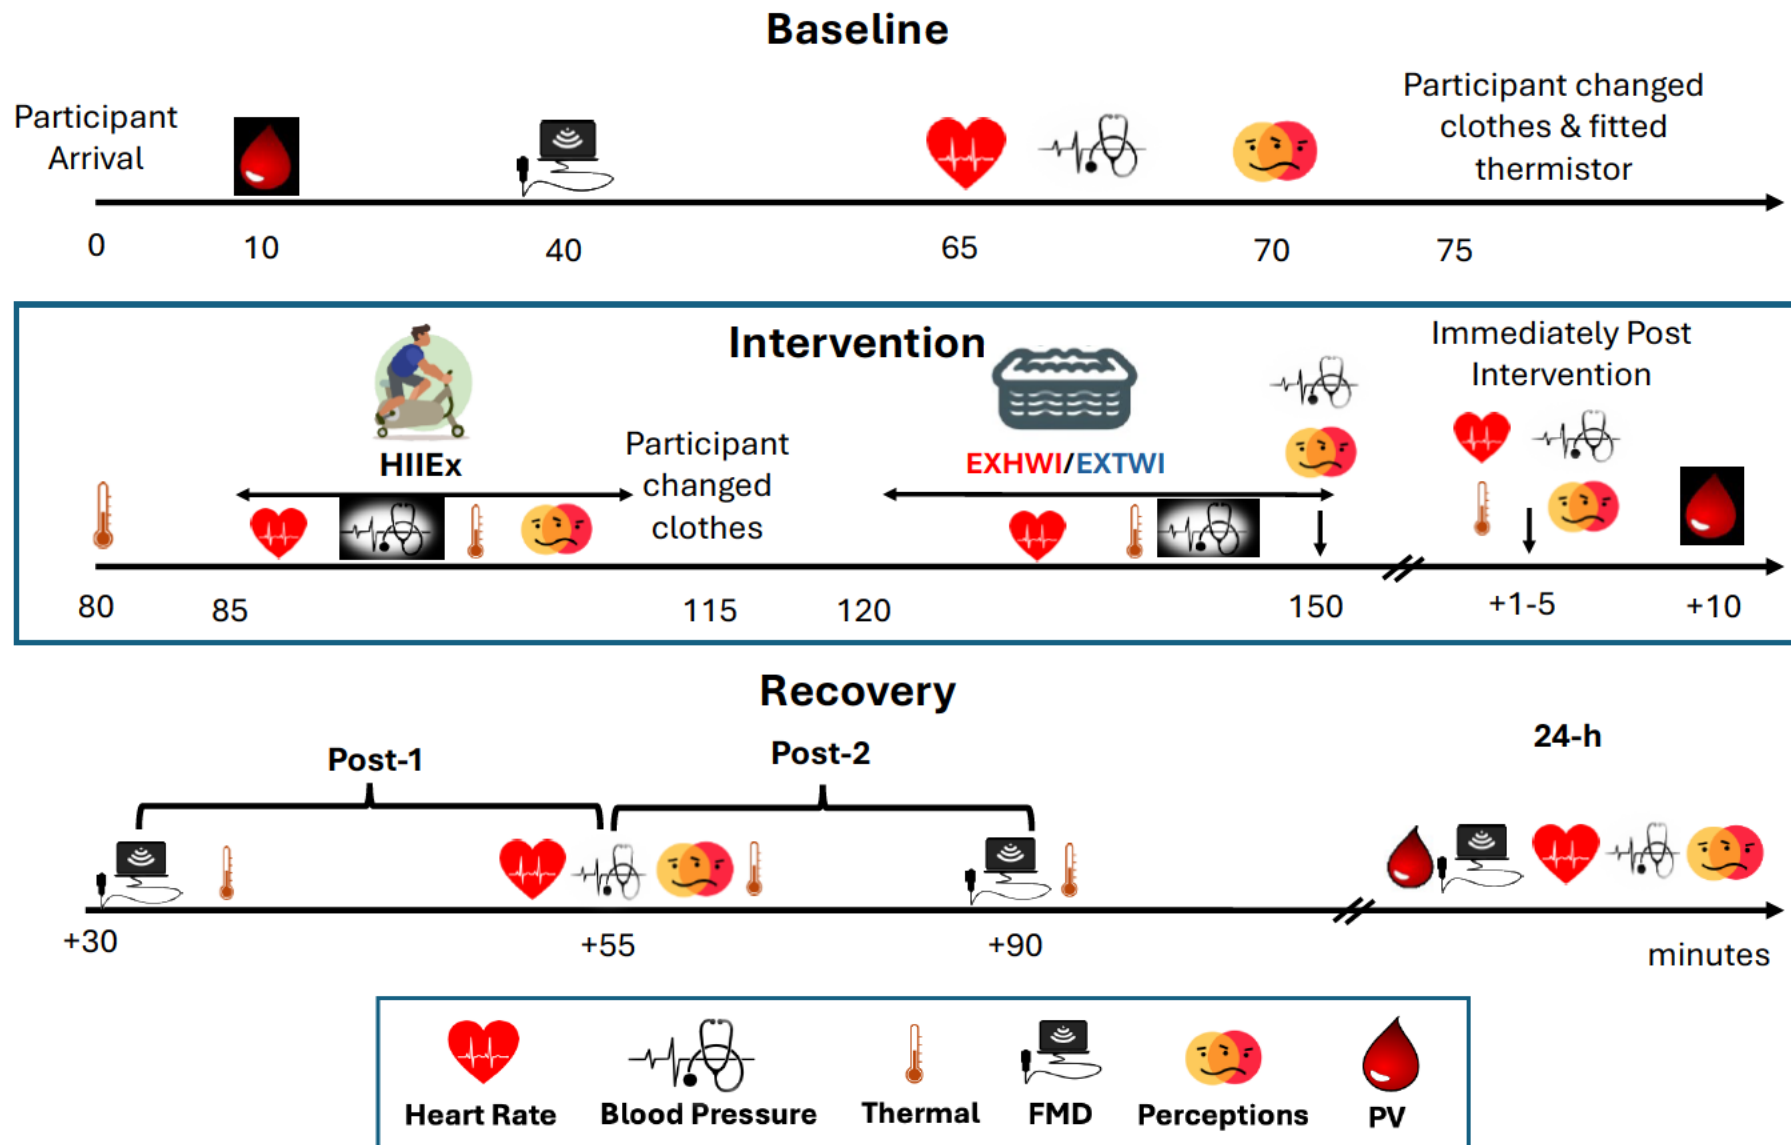 Baseline
Participant
Arrival
Participant changed
clothes & fitted
thermistor
0
10
40
65
70
75
Intervention
Immediately Post
Intervention
HIIEx
Participant
changed
clothes
EXHWI/EXTWI
80
85
115
120
150
+1-5
+10
Recovery
Post-1
Post-2
24-h
+30
+55
+90
minutes
Heart Rate
Blood Pressure
Thermal
FMD
Perceptions
PV